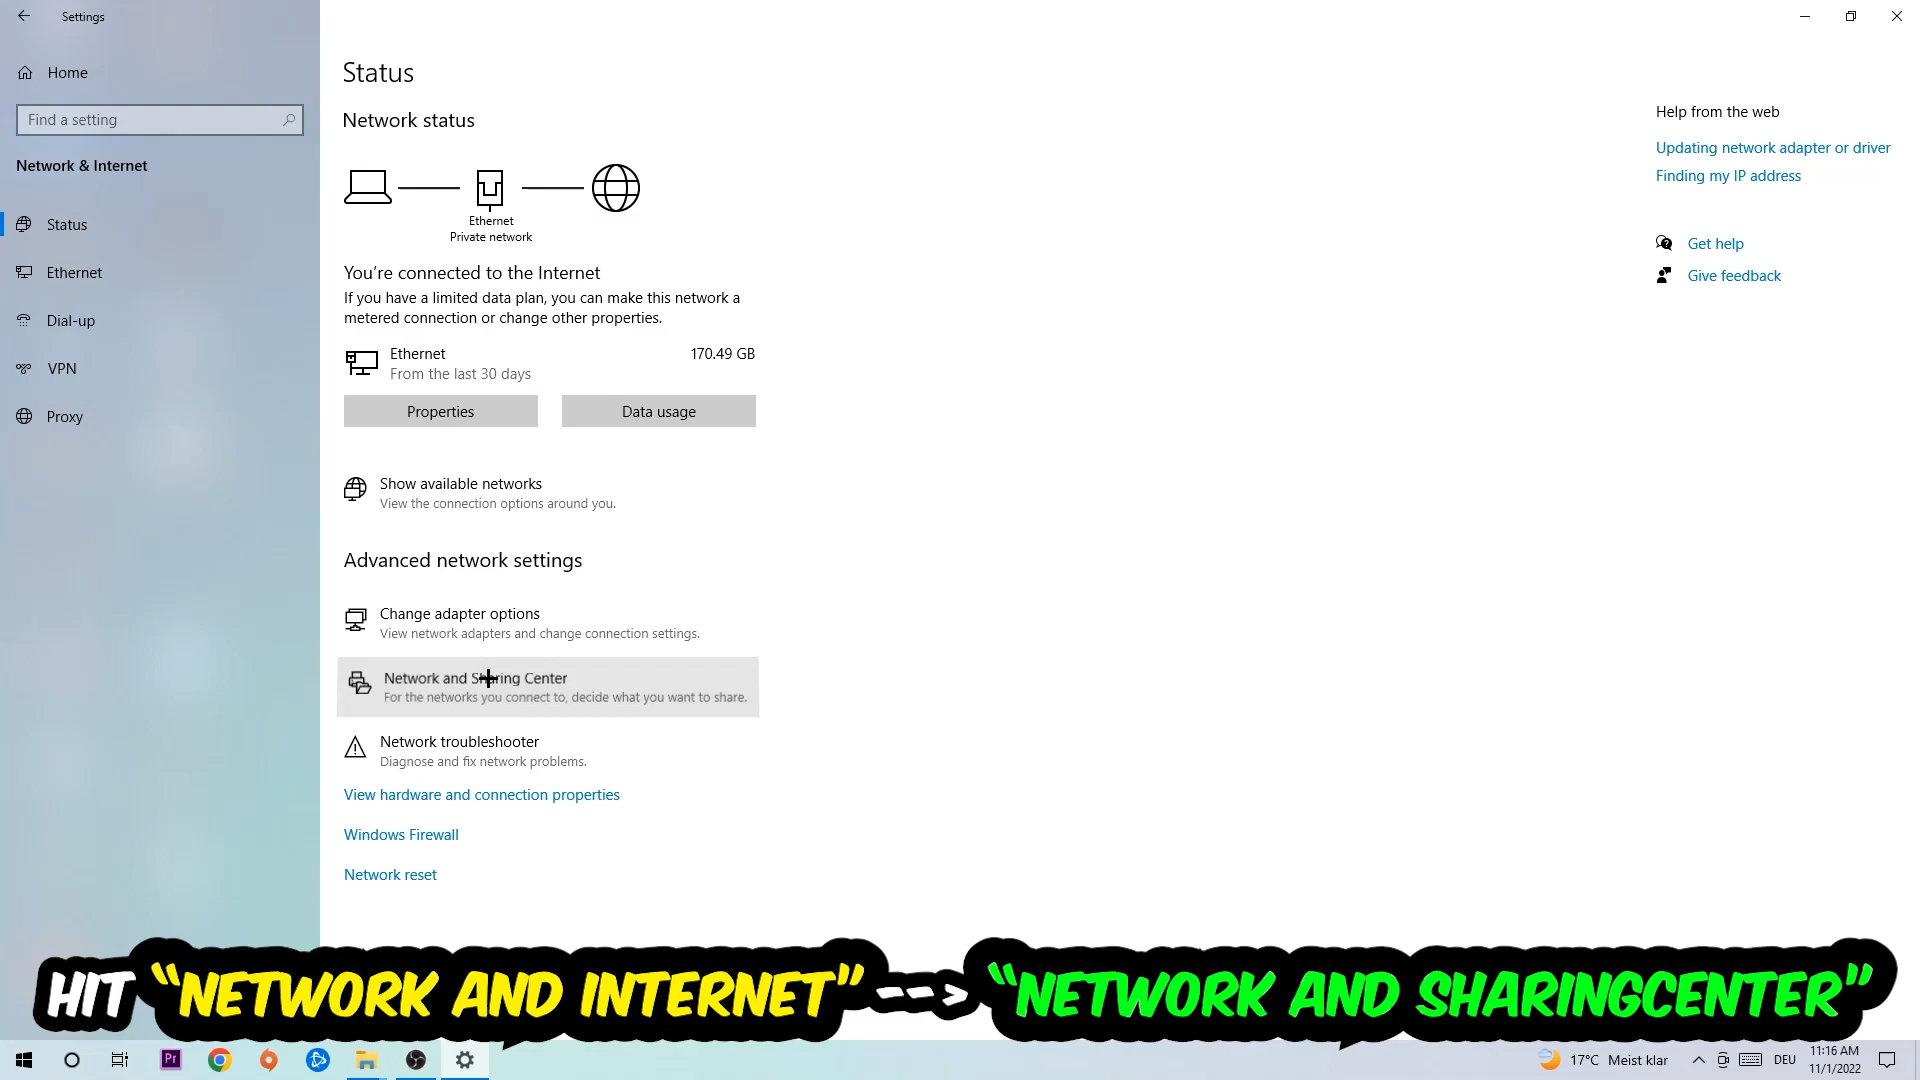 Settings
Home
Find a setting
Network & Internet
Status
Ethernet
Dial-up
VPN
Proxy
Status
Network status
Ethernet
Private network
You're connected to the Internet
If you have a limited data plan, you can make this network a
metered connection or change other properties.
Ethernet 170.49 GB
From the last 30 days
Properties Data usage
Show available networks
View the connection options around you.
Advanced network settings
Change adapter options
View network adapters and change connection settings.
Network and Sharing Center
For the networks you connect to, decide what you want to share.
Network troubleshooter
Diagnose and fix network problems.
View hardware and connection properties
Windows Firewall
Network reset
Help from the web
Updating network adapter or driver
Finding my IP address
Get help
Give feedback
HIT "NETWORK AND INTERNET" --> "NETWORK AND SHARINGCENTER"
Pr
17°C Meist klar
DEU
11:16 AM
11/1/2022